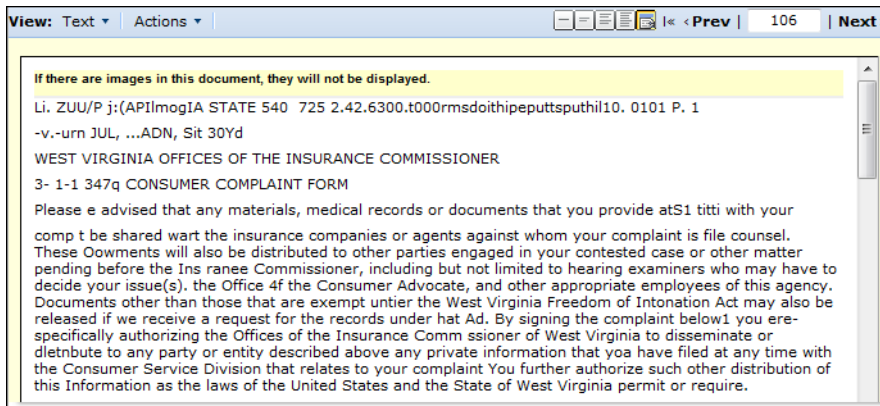 View: Text ▾ Actions ▾ |« ‹ Prev | 106 | Next
If there are images in this document, they will not be displayed.
Li. ZUU/P j:(APIlmogIA STATE 540 725 2.42.6300.t000rmsdoithipeputtsputhil10. 0101 P. 1
-v.-urn JUL, ...ADN, Sit 30Yd
WEST VIRGINIA OFFICES OF THE INSURANCE COMMISSIONER
3- 1-1 347q CONSUMER COMPLAINT FORM
Please e advised that any materials, medical records or documents that you provide atS1 titti with your
comp t be shared wart the insurance companies or agents against whom your complaint is file counsel.
These Oowments will also be distributed to other parties engaged in your contested case or other matter
pending before the Ins ranee Commissioner, including but not limited to hearing examiners who may have to
decide your issue(s). the Office 4f the Consumer Advocate, and other appropriate employees of this agency.
Documents other than those that are exempt untier the West Virginia Freedom of Intonation Act may also be
released if we receive a request for the records under hat Ad. By signing the complaint below1 you ere-
specifically authorizing the Offices of the Insurance Comm ssioner of West Virginia to disseminate or
dletnbute to any party or entity described above any private information that yoa have filed at any time with
the Consumer Service Division that relates to your complaint You further authorize such other distribution of
this Information as the laws of the United States and the State of West Virginia permit or require.